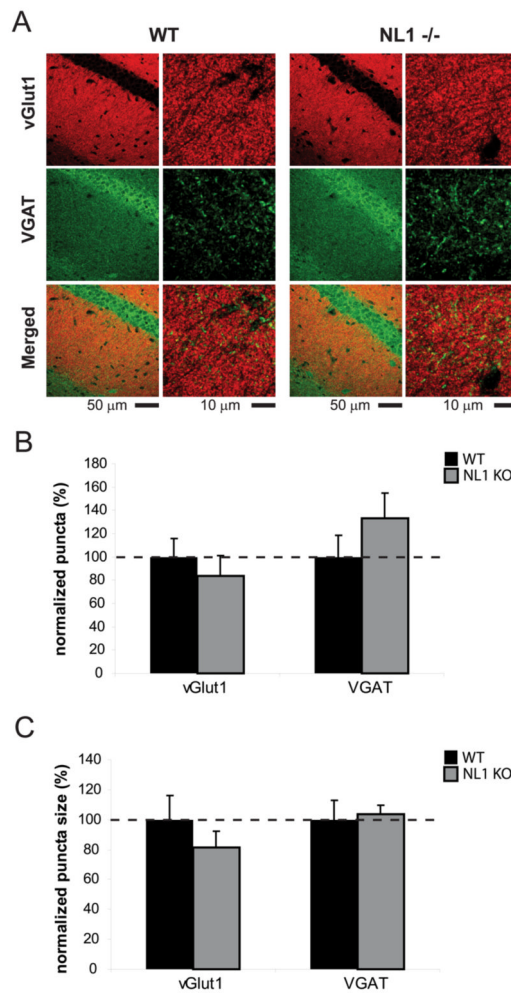 A
WT NL1 -/-
vGlut1
VGAT
Merged
50 μm 10 μm 50 μm 10 μm
B
normalized puncta (%)
180
160
140
120
100
80
60
40
20
0
vGlut1 VGAT
WT
NL1 KO
C
normalized puncta size (%)
140
120
100
80
60
40
20
0
vGlut1 VGAT
WT
NL1 KO